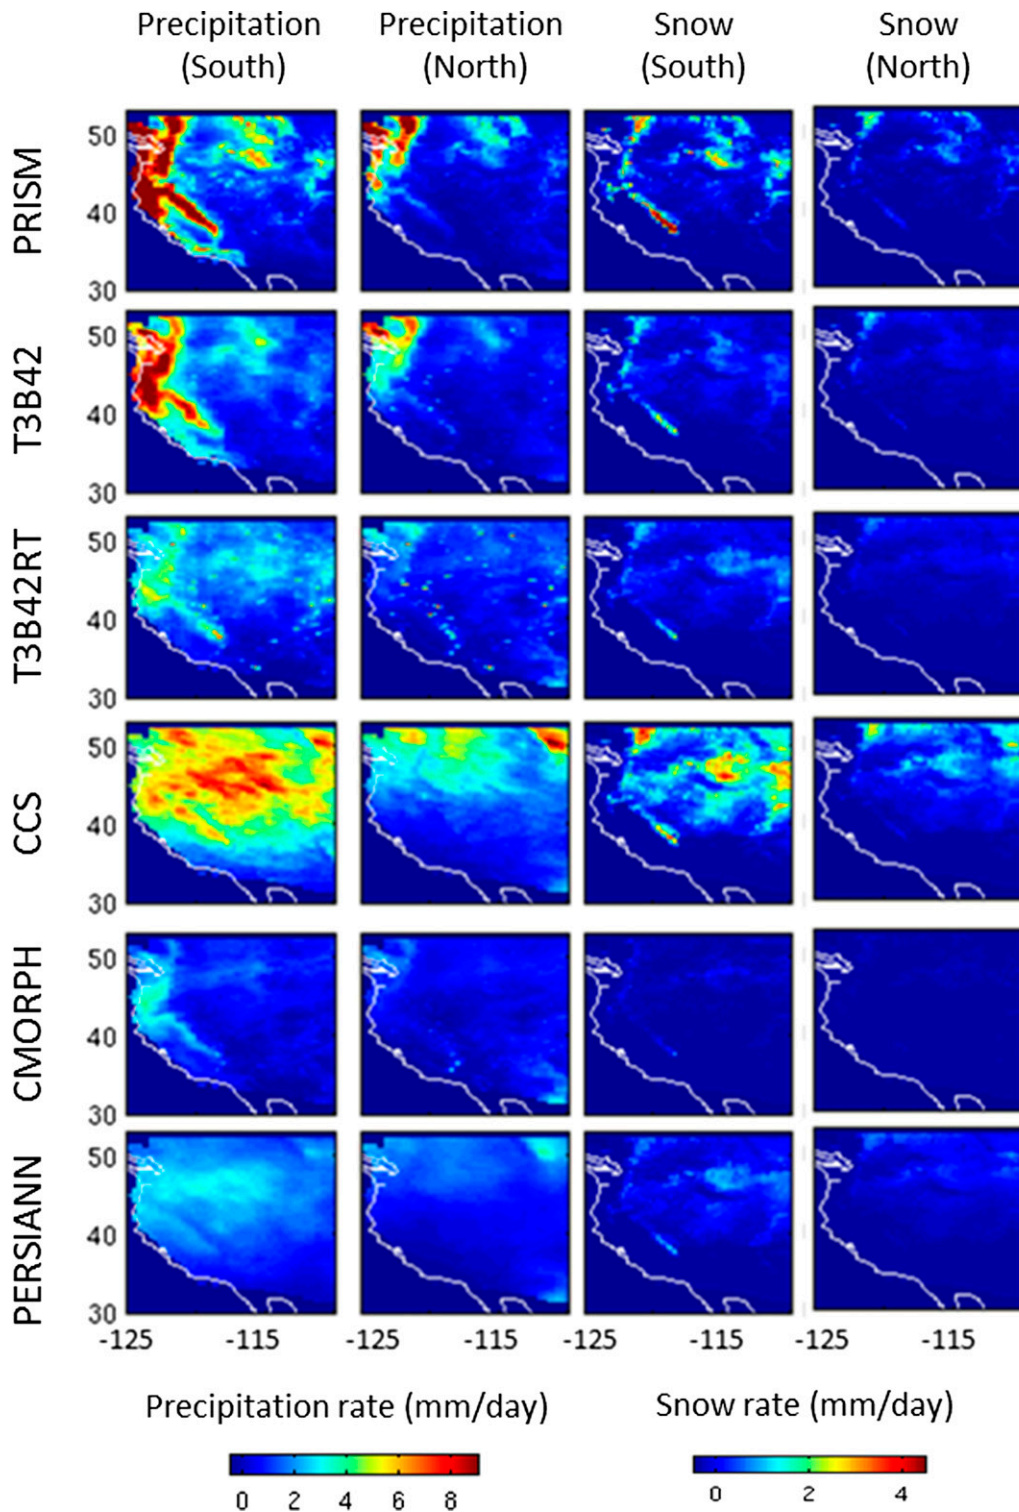 Precipitation Precipitation Snow Snow
(South) (North) (South) (North)
PRISM
50
40
30
T3B42
50
40
30
T3B42RT
50
40
30
CCS
50
40
30
CMORPH
50
40
30
PERSIANN
50
40
30
-125 -115 -125 -115 -125 -115 -125 -115
Precipitation rate (mm/day) Snow rate (mm/day)
0 2 4 6 8 0 2 4